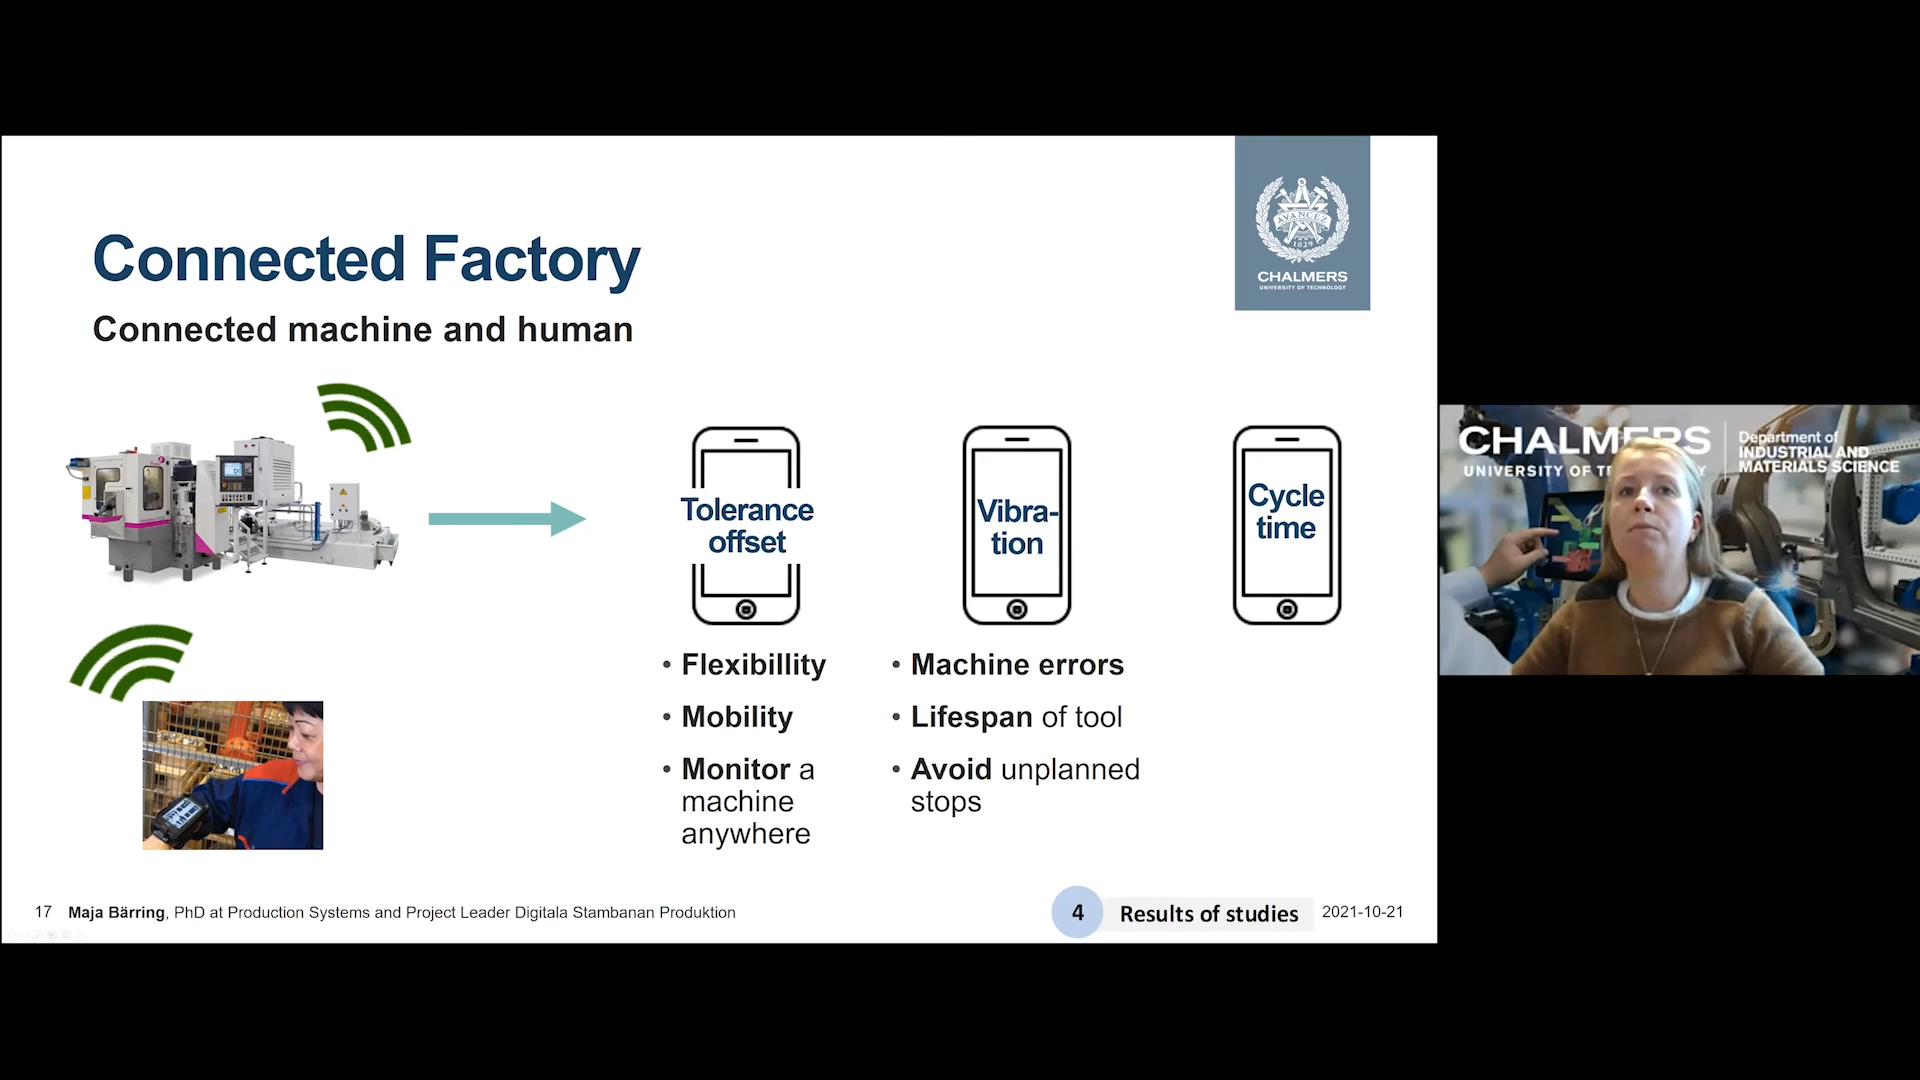 Connected Factory
Connected machine and human
AVANCEZ
1829
CHALMERS
UNIVERSITY OF TECHNOLOGY
Tolerance
offset
Vibra-
tion
Cycle
time
• Flexibillity
• Mobility
• Monitor a
machine
anywhere
• Machine errors
• Lifespan of tool
• Avoid unplanned
stops
17 Maja Bärring, PhD at Production Systems and Project Leader Digitala Stambanan Produktion
4 Results of studies 2021-10-21
CHALMERS
UNIVERSITY OF T
Department of
INDUSTRIAL AND
MATERIALS SCIENCE